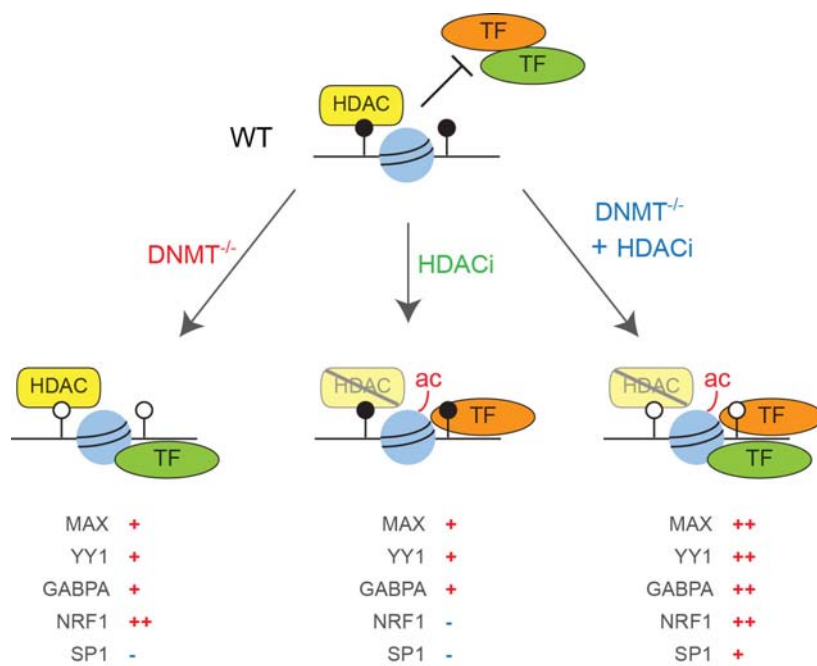 TF
TF
HDAC
WT
DNMT-/-
HDACi
DNMT-/-
+ HDACi
HDAC
TF
HDAC
ac
TF
HDAC
ac
TF
TF
MAX +
YY1 +
GABPA +
NRF1 ++
SP1 -
MAX +
YY1 +
GABPA +
NRF1 -
SP1 -
MAX ++
YY1 ++
GABPA ++
NRF1 ++
SP1 +